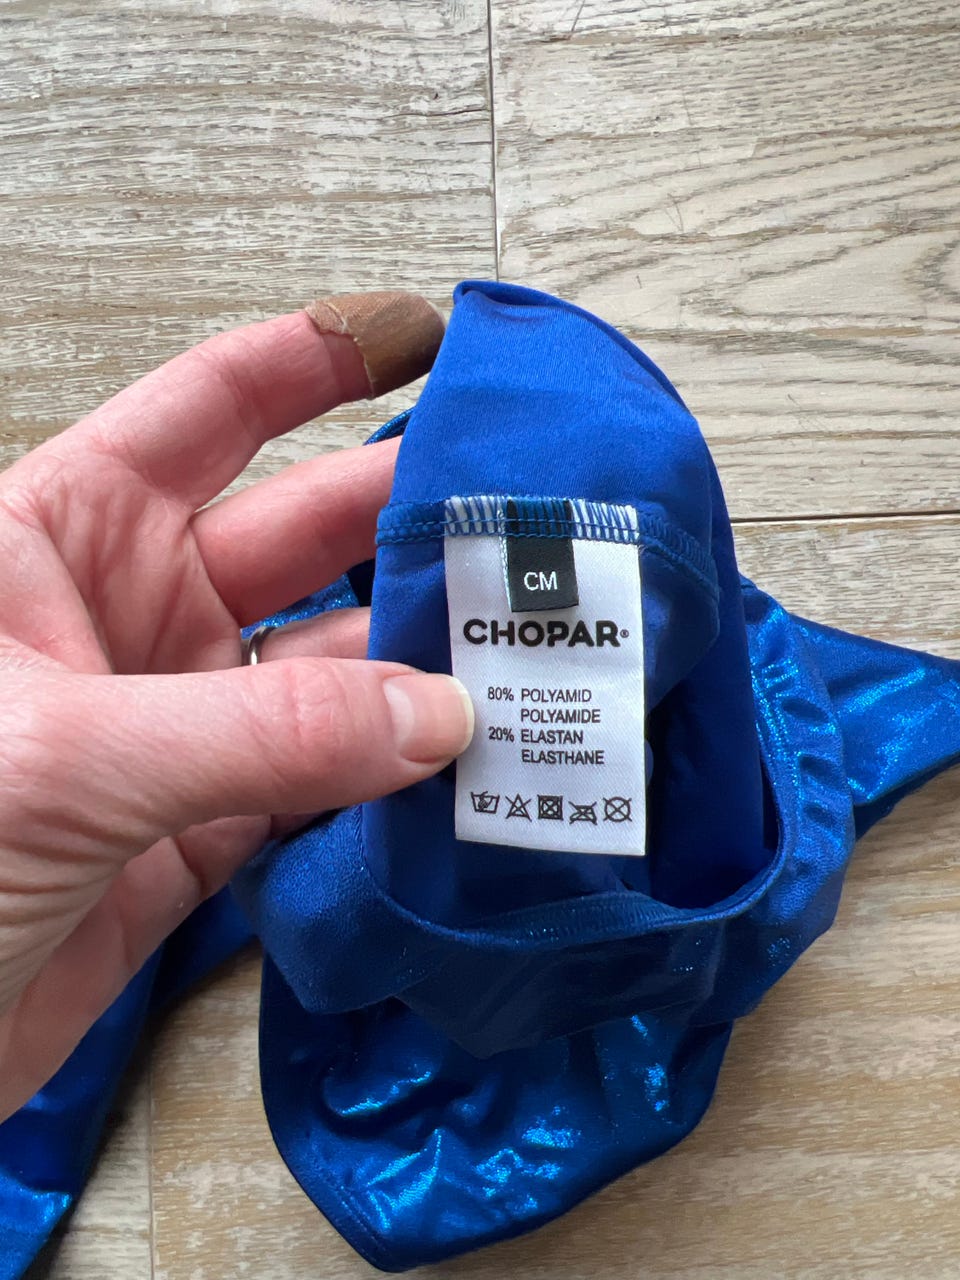 CM
CHOPAR®
80% POLYAMID
POLYAMIDE
20% ELASTAN
ELASTHANE